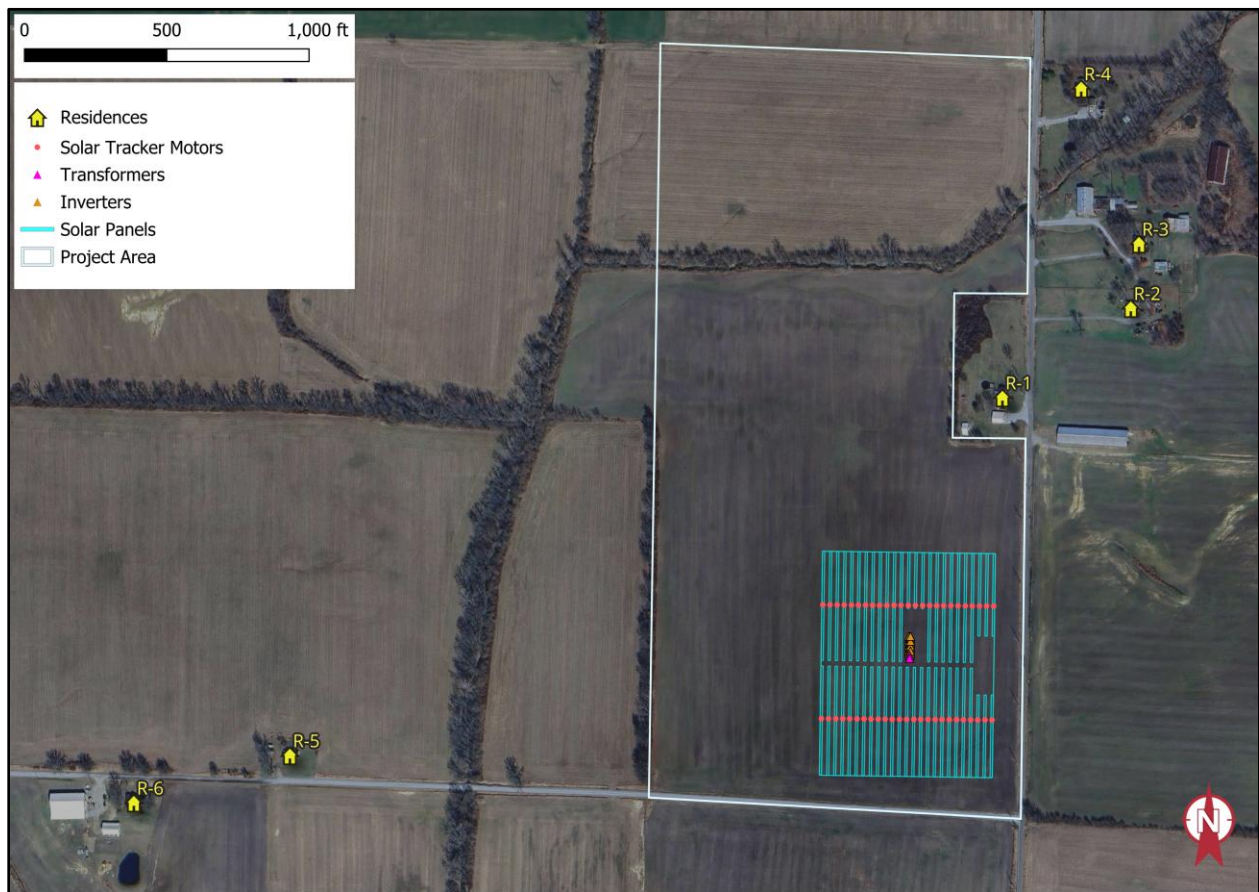 0 500 1,000 ft
Residences
Solar Tracker Motors
Transformers
Inverters
Solar Panels
Project Area
R-4
R-3
R-2
R-1
R-5
R-6
N